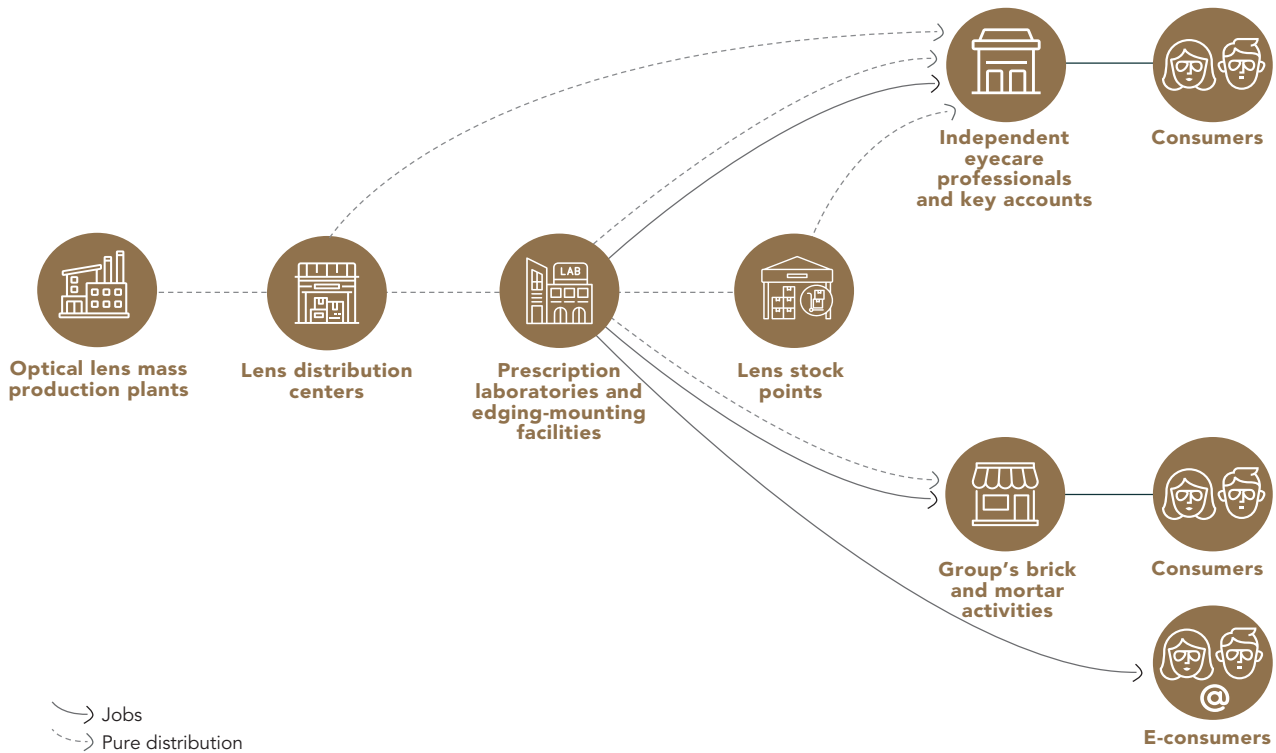 Independent
eyecare
professionals
and key accounts
Consumers
LAB
Optical lens mass
production plants
Lens distribution
centers
Prescription
laboratories and
edging-mounting
facilities
Lens stock
points
Group's brick
and mortar
activities
Consumers
@
E-consumers
Jobs
Pure distribution